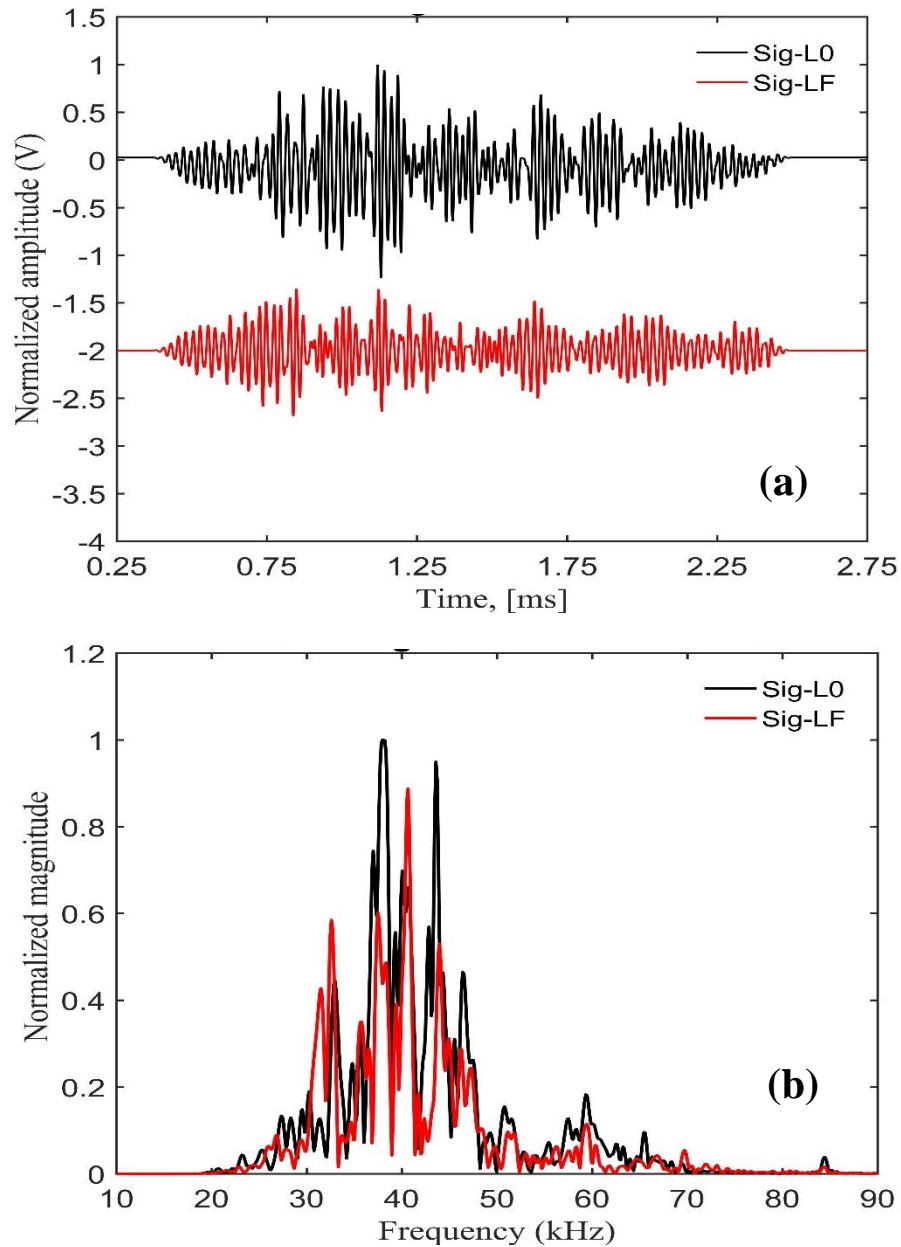 1.5
1
0.5
0
-0.5
-1
-1.5
-2
-2.5
-3
-3.5
-4
Normalized amplitude (V)
Sig-L0
Sig-LF
(a)
0.25 0.75 1.25 1.75 2.25 2.75
Time, [ms]
1.2
1
0.8
0.6
0.4
0.2
0
Normalized magnitude
Sig-L0
Sig-LF
(b)
10 20 30 40 50 60 70 80 90
Frequency (kHz)